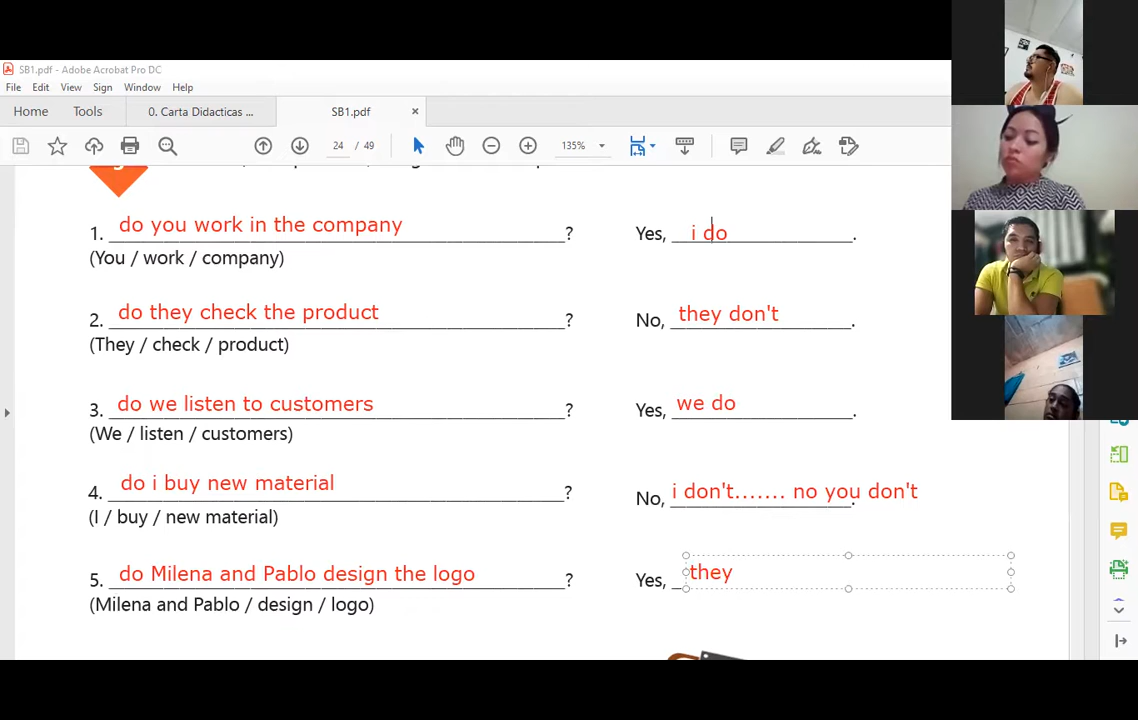 SB1.pdf - Adobe Acrobat Pro DC
File Edit View Sign Window Help
Home Tools 0. Carta Didacticas ... SB1.pdf ×
24 / 49 135%
1. do you work in the company ? Yes, i do .
(You / work / company)
2. do they check the product ? No, they don't .
(They / check / product)
3. do we listen to customers ? Yes, we do .
(We / listen / customers)
4. do i buy new material ? No, i don't....... no you don't .
(I / buy / new material)
5. do Milena and Pablo design the logo ? Yes, they
(Milena and Pablo / design / logo)